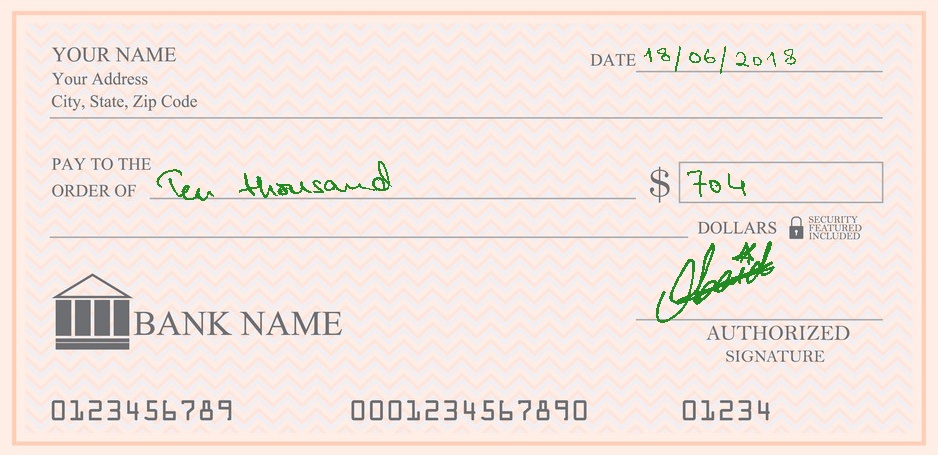 YOUR NAME
Your Address
City, State, Zip Code
DATE 18/06/2018
PAY TO THE
ORDER OF Ten thousand $ 704
DOLLARS SECURITY FEATURED INCLUDED
BANK NAME
AUTHORIZED
SIGNATURE
0123456789 0001234567890 01234